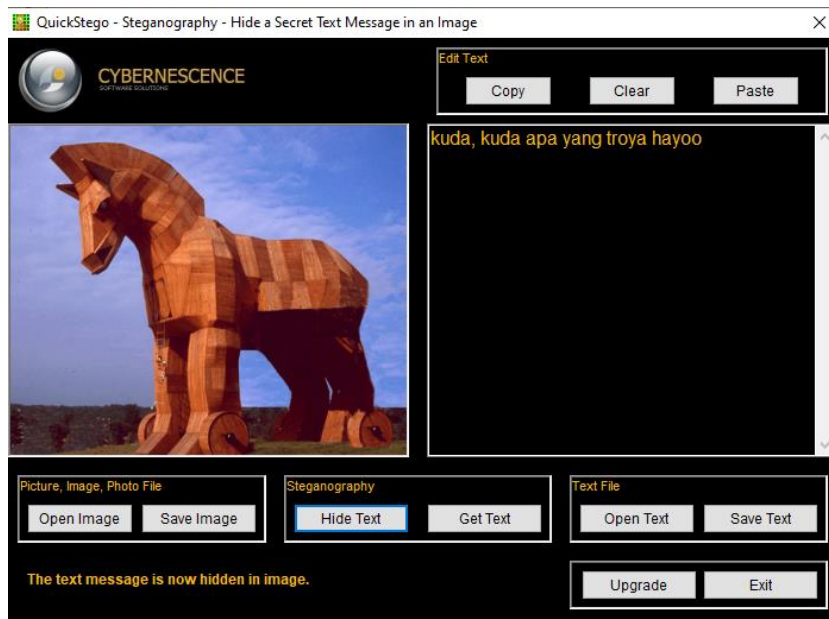 QuickStego - Steganography - Hide a Secret Text Message in an Image
CYBERNESCENCE
SOFTWARE SOLUTIONS
Edit Text
Copy Clear Paste
kuda, kuda apa yang troya hayoo
Picture, Image, Photo File
Open Image Save Image
Steganography
Hide Text Get Text
Text File
Open Text Save Text
The text message is now hidden in image.
Upgrade Exit